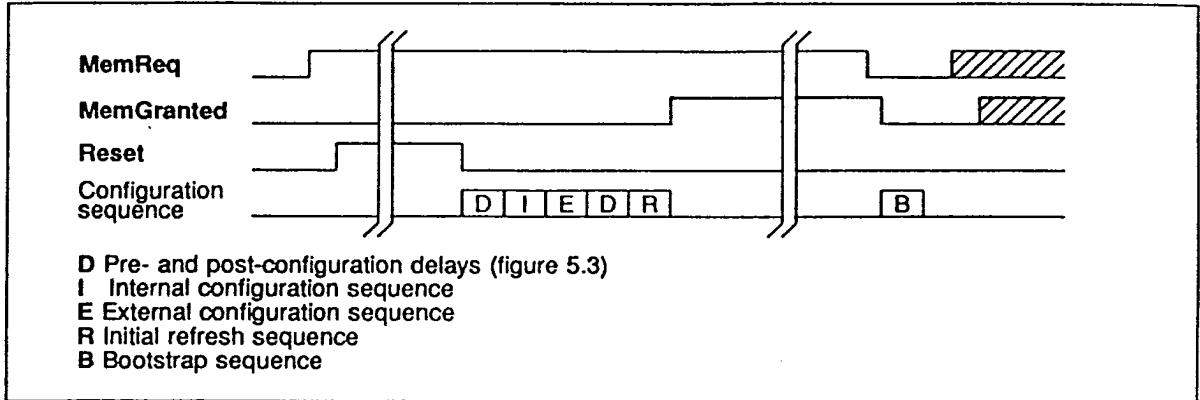 MemReq
MemGranted
Reset
Configuration
sequence
D I E D R B
D Pre- and post-configuration delays (figure 5.3)
I Internal configuration sequence
E External configuration sequence
R Initial refresh sequence
B Bootstrap sequence